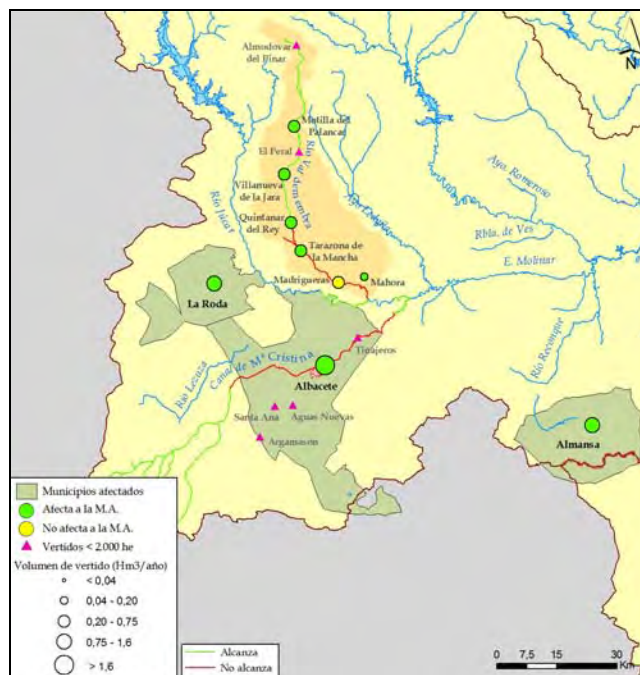 Almodovar
del Pinar
N
Motilla del
Palancar
El Peral
Río Valdemembra
Villanueva
de la Jara
Río Júcar
Quintanar
del Rey
Tarazona de
la Mancha
Madrigueras
Mahora
Ayo. Romeroso
Rbla. de Ves
E. Molinar
La Roda
Tinajeros
Canal de Mª Cristina
Río Lezuza
Albacete
Río Reconque
Santa Ana
Aguas Nuevas
Argamasón
Almansa
Municipios afectados
Afecta a la M.A.
No afecta a la M.A.
Vertidos < 2.000 he
Volumen de vertido (Hm3/año)
< 0,04
0,04 - 0,20
0,20 - 0,75
0,75 - 1,6
> 1,6
Alcanza
No alcanza
0 7,5 15 30
Km